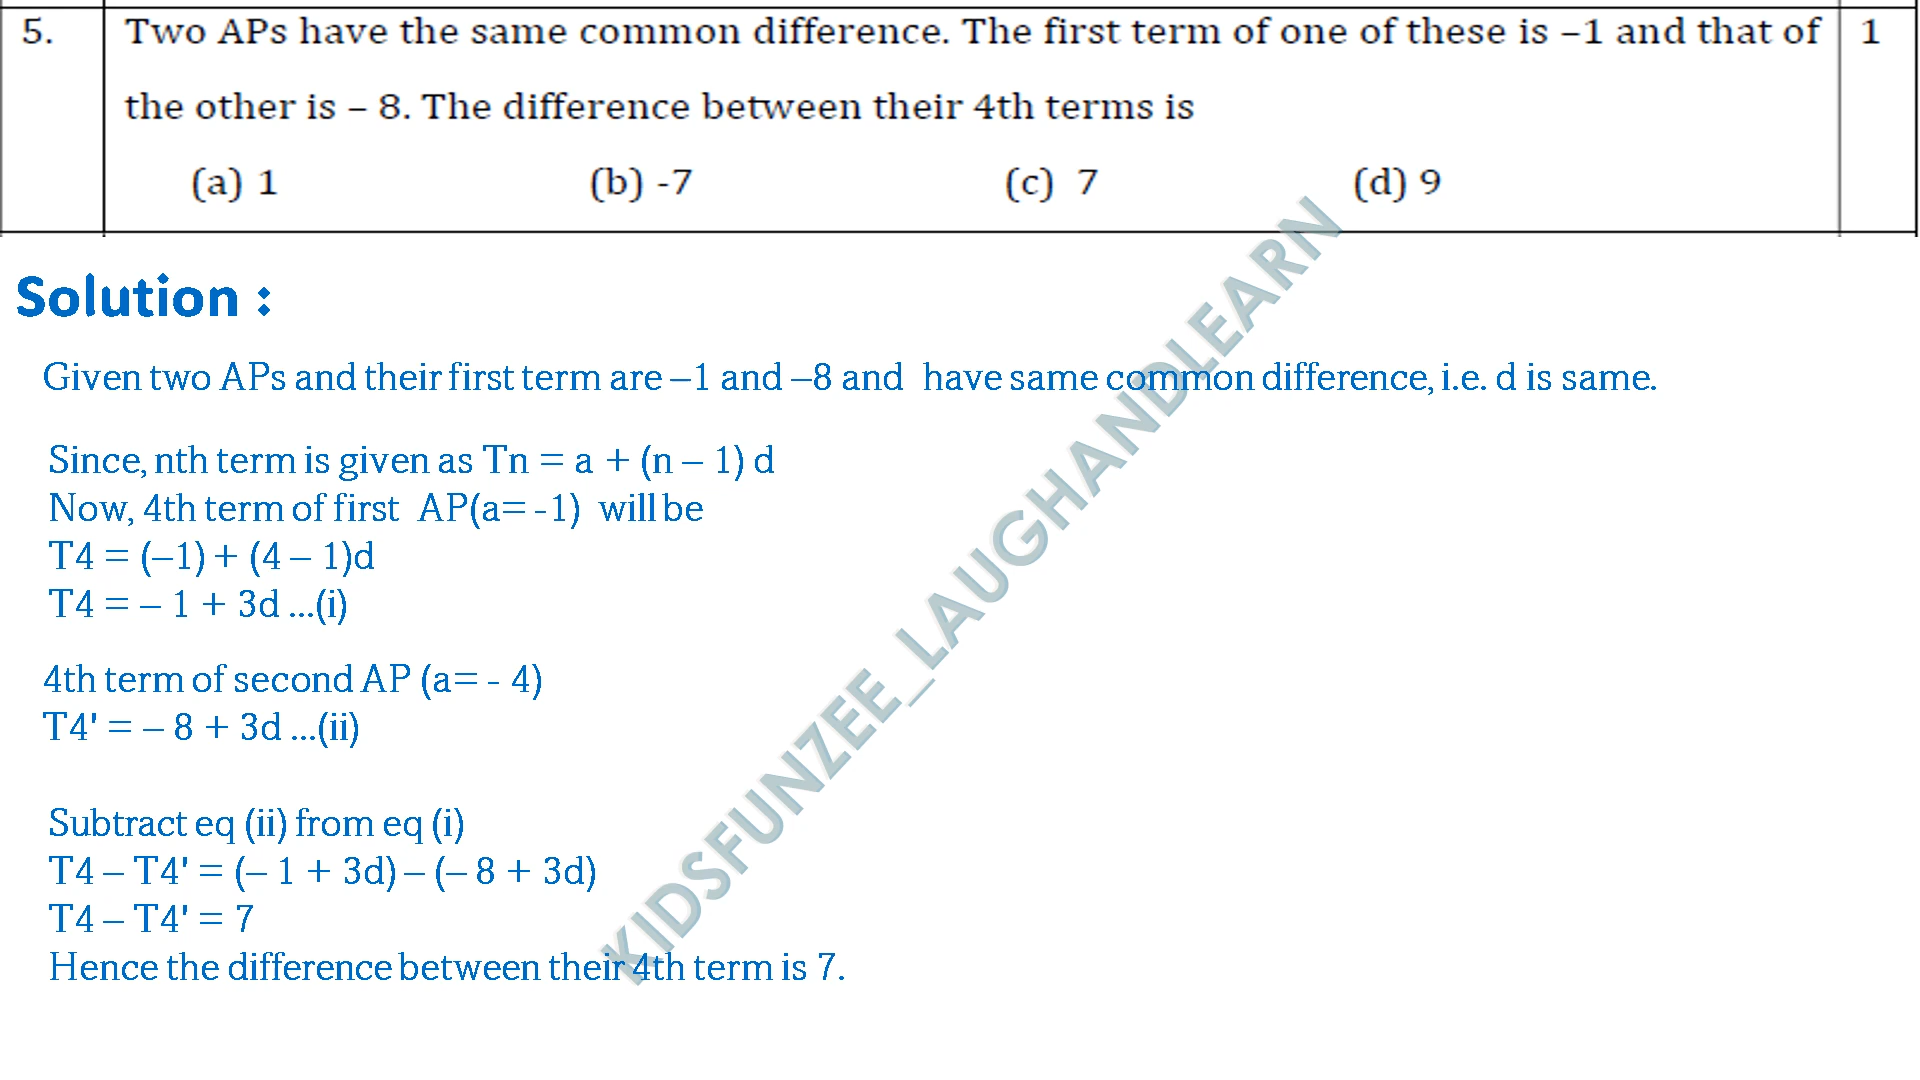 5. Two APs have the same common difference. The first term of one of these is –1 and that of 1
the other is – 8. The difference between their 4th terms is
(a) 1 (b) -7 (c) 7 (d) 9
Solution :
Given two APs and their first term are –1 and –8 and have same common difference, i.e. d is same.
Since, nth term is given as Tn = a + (n – 1) d
Now, 4th term of first AP(a= -1) will be
T4 = (–1) + (4 – 1)d
T4 = – 1 + 3d ...(i)
4th term of second AP (a= - 4)
T4' = – 8 + 3d ...(ii)
Subtract eq (ii) from eq (i)
T4 – T4' = (– 1 + 3d) – (– 8 + 3d)
T4 – T4' = 7
Hence the difference between their 4th term is 7.
KIDSFUNZEE_LAUGHANDLEARN